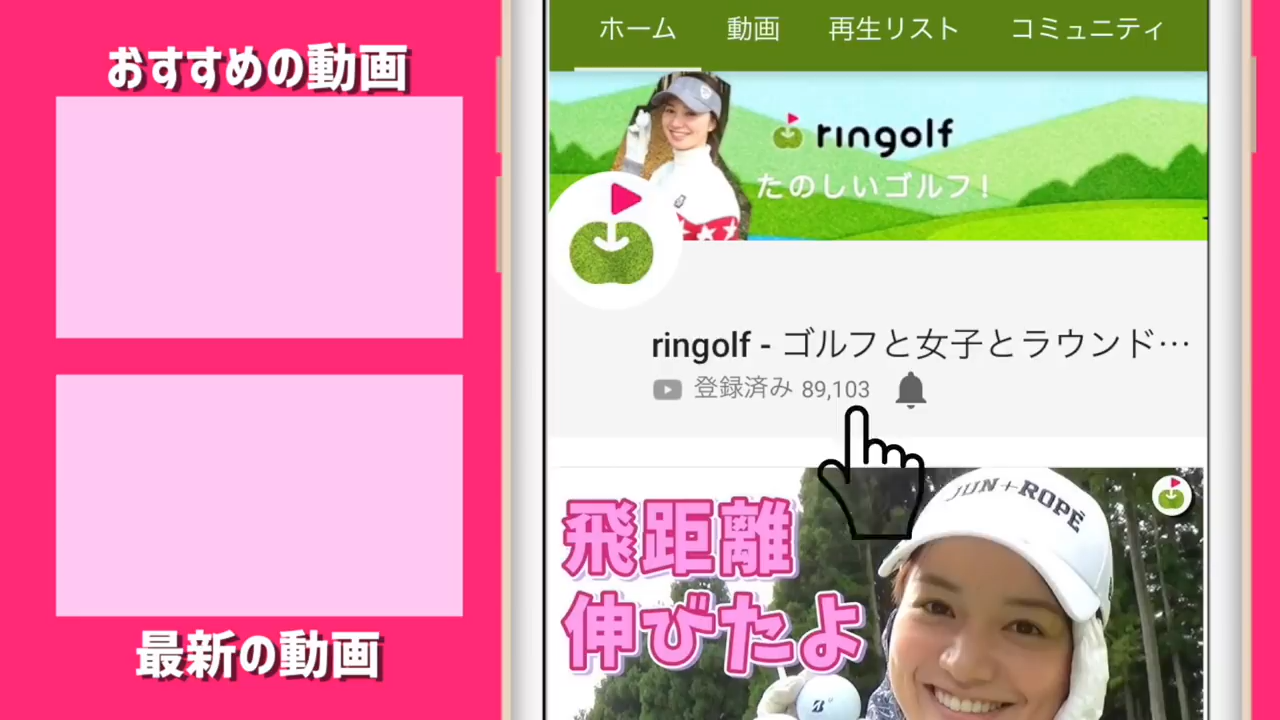 おすすめの動画
最新の動画
ホーム 動画 再生リスト コミュニティ
ringolf
たのしいゴルフ!
ringolf - ゴルフと女子とラウンド…
登録済み 89,103
JUN+ROPÉ
飛距離
伸びたよ
B